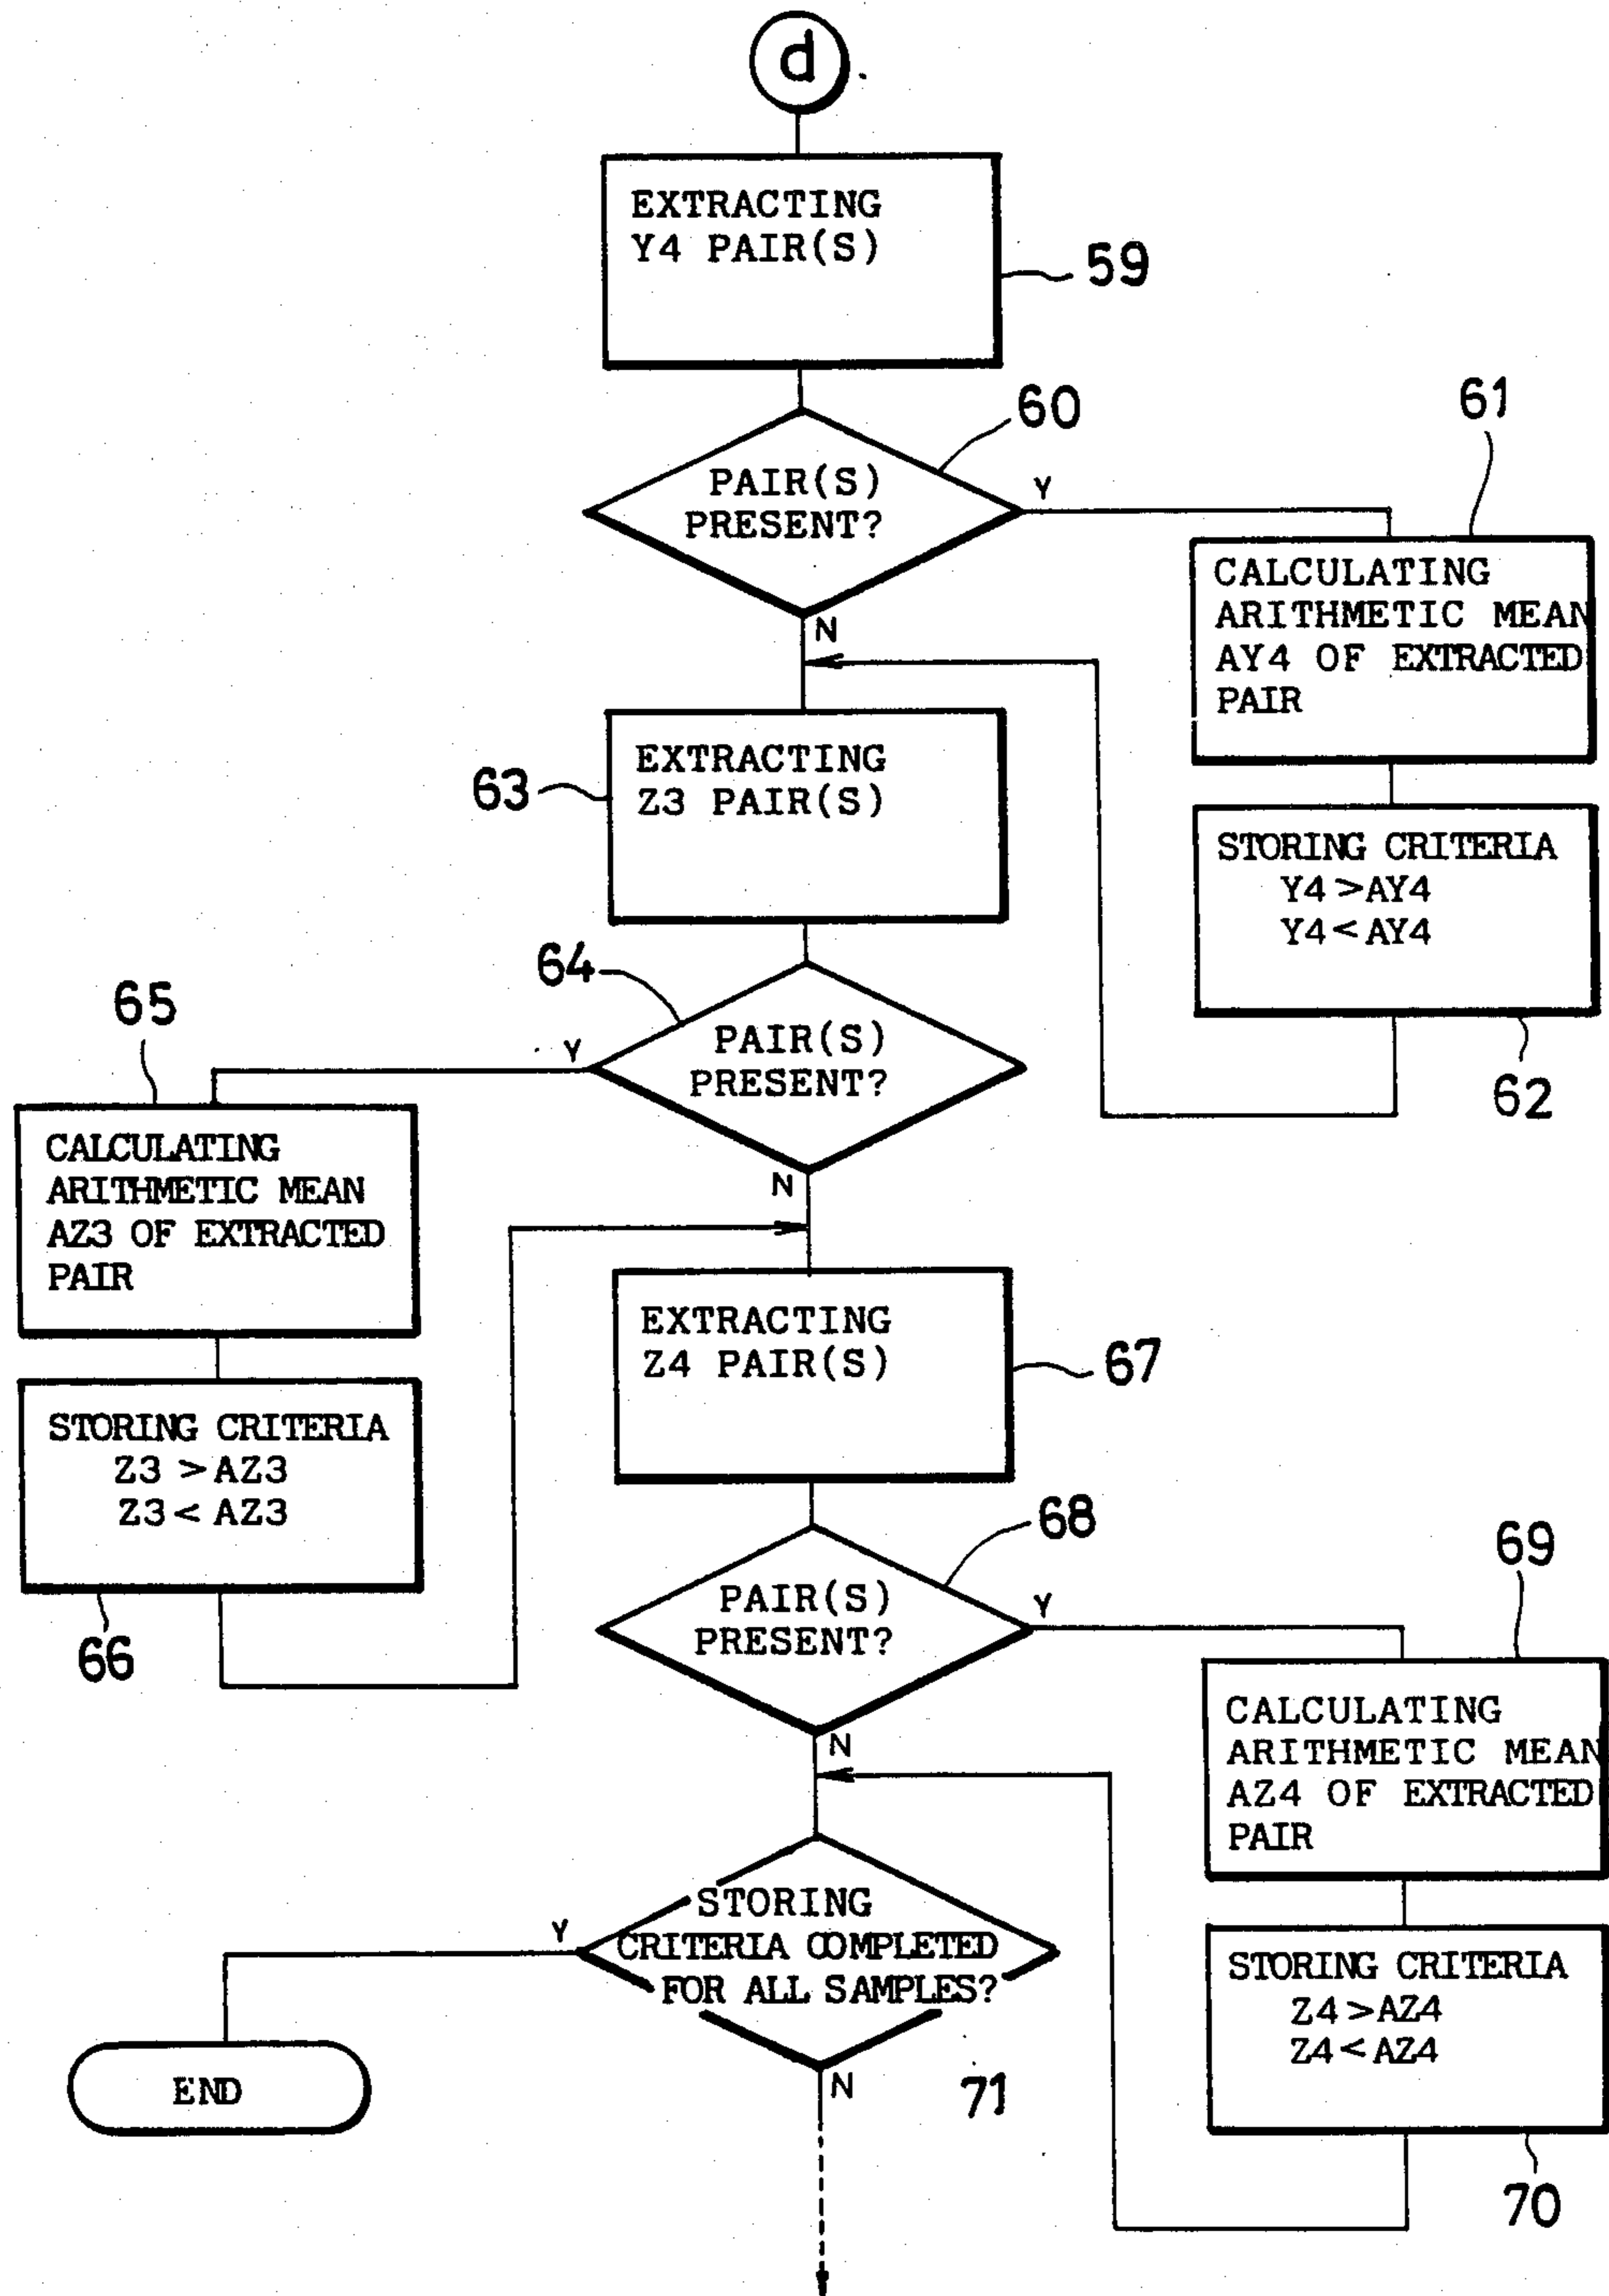 d
EXTRACTING
Y4 PAIR(S)
59
60
PAIR(S)
PRESENT?
Y
N
61
CALCULATING
ARITHMETIC MEAN
AY4 OF EXTRACTED
PAIR
STORING CRITERIA
Y4 > AY4
Y4 < AY4
62
63
EXTRACTING
Z3 PAIR(S)
64
PAIR(S)
PRESENT?
Y
N
65
CALCULATING
ARITHMETIC MEAN
AZ3 OF EXTRACTED
PAIR
STORING CRITERIA
Z3 > AZ3
Z3 < AZ3
66
EXTRACTING
Z4 PAIR(S)
67
68
PAIR(S)
PRESENT?
Y
N
69
CALCULATING
ARITHMETIC MEAN
AZ4 OF EXTRACTED
PAIR
STORING CRITERIA
Z4 > AZ4
Z4 < AZ4
70
STORING
CRITERIA COMPLETED
FOR ALL SAMPLES?
Y
N
71
END